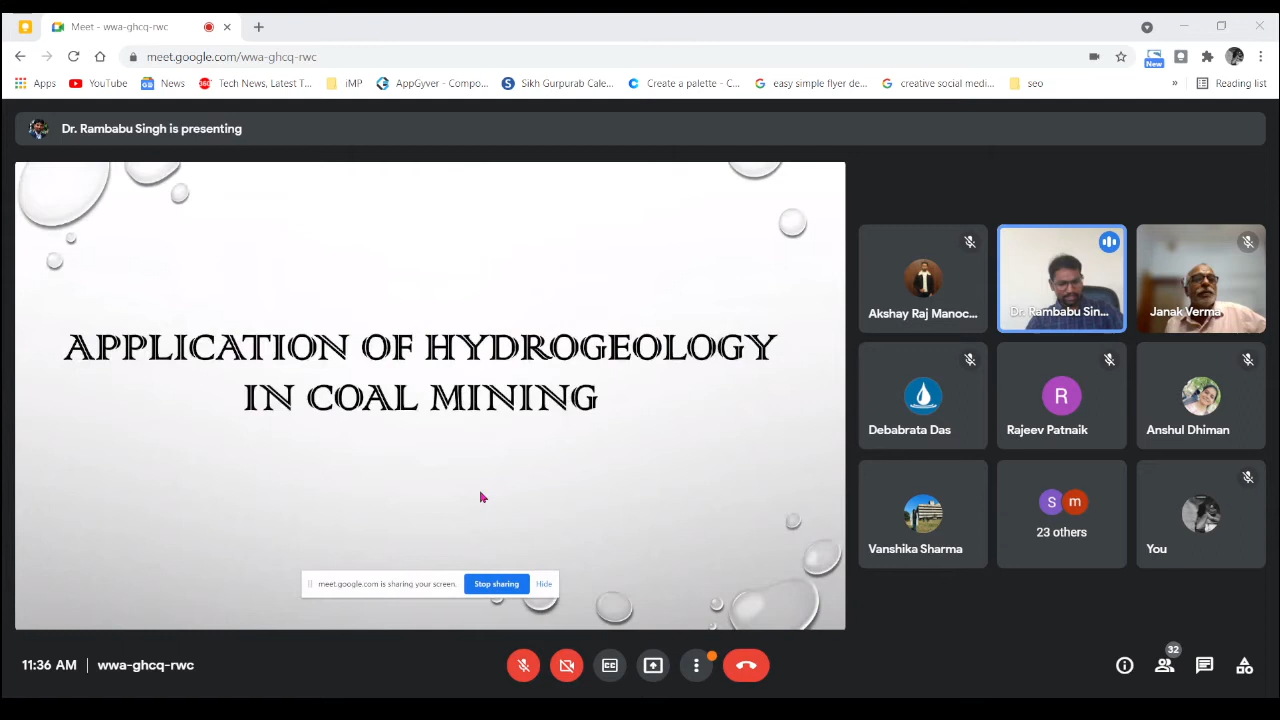 Meet - wwa-ghcq-rwc
meet.google.com/wwa-ghcq-rwc
New
Apps
YouTube
News
360
Tech News, Latest T...
iMP
AppGyver - Compo...
S
Sikh Gurpurab Cale...
Create a palette - C...
easy simple flyer de...
creative social medi...
seo
»
Reading list
Dr. Rambabu Singh is presenting
APPLICATION OF HYDROGEOLOGY
IN COAL MINING
meet.google.com is sharing your screen.
Stop sharing
Hide
Akshay Raj Manoc...
Dr. Rambabu Sin...
Janak Verma
Debabrata Das
R
Rajeev Patnaik
Anshul Dhiman
Vanshika Sharma
S
m
23 others
You
11:36 AM
wwa-ghcq-rwc
CC
32